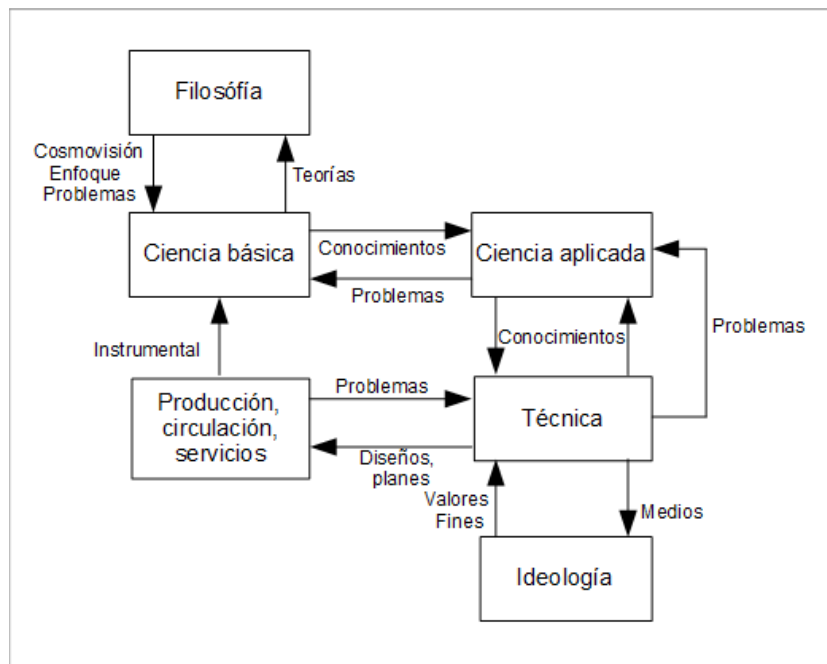 Filosófía
Cosmovisión
Enfoque
Problemas
Teorías
Ciencia básica
Conocimientos
Ciencia aplicada
Problemas
Instrumental
Conocimientos
Problemas
Producción,
circulación,
servicios
Problemas
Técnica
Diseños,
planes
Valores
Fines
Medios
Ideología